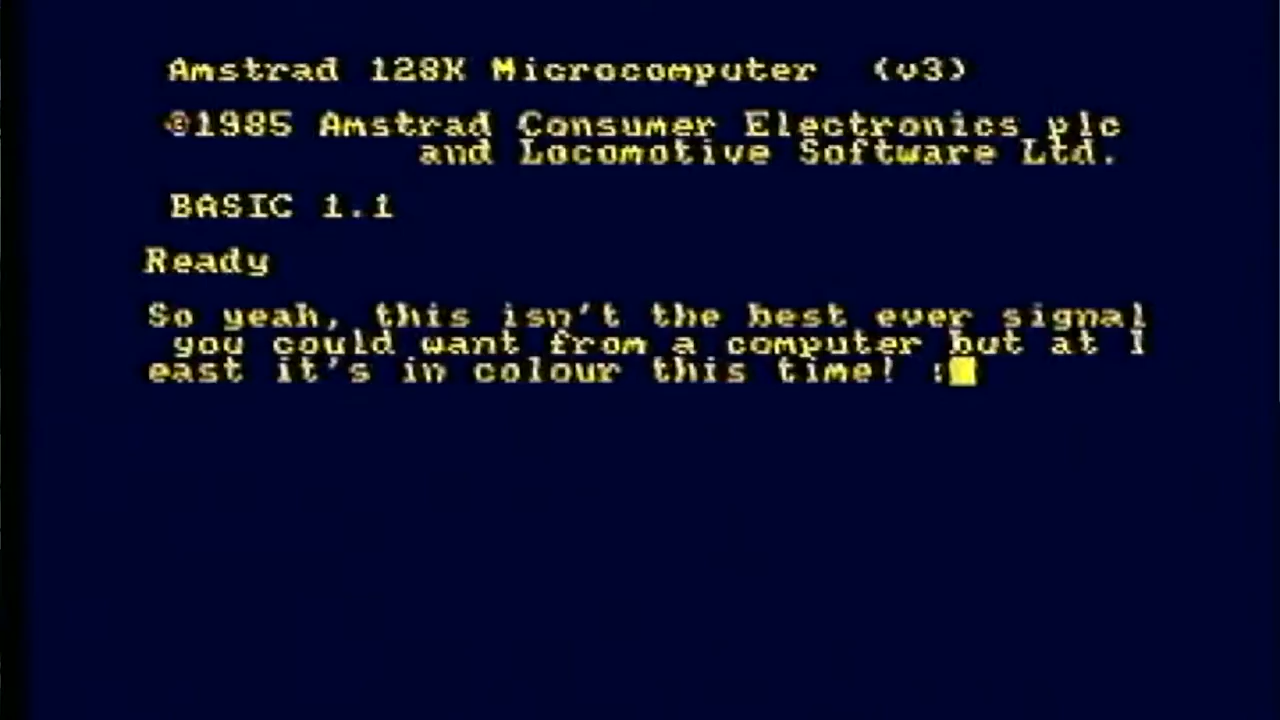 Amstrad 128K Microcomputer (v3)
©1985 Amstrad Consumer Electronics plc
and Locomotive Software Ltd.
BASIC 1.1
Ready
So yeah, this isn't the best ever signal
you could want from a computer but at l
east it's in colour this time! :